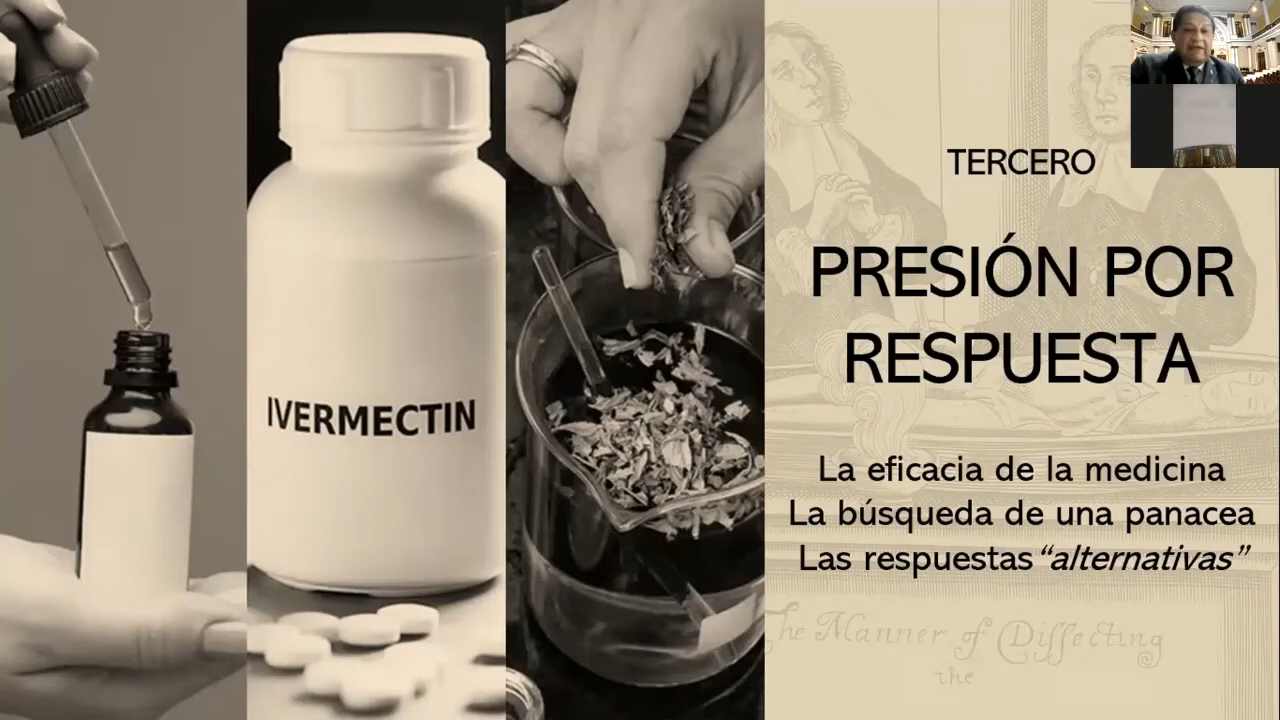 IVERMECTIN
TERCERO
PRESIÓN POR
RESPUESTA
La eficacia de la medicina
La búsqueda de una panacea
Las respuestas “alternativas”
The Manner of Dissecting
the